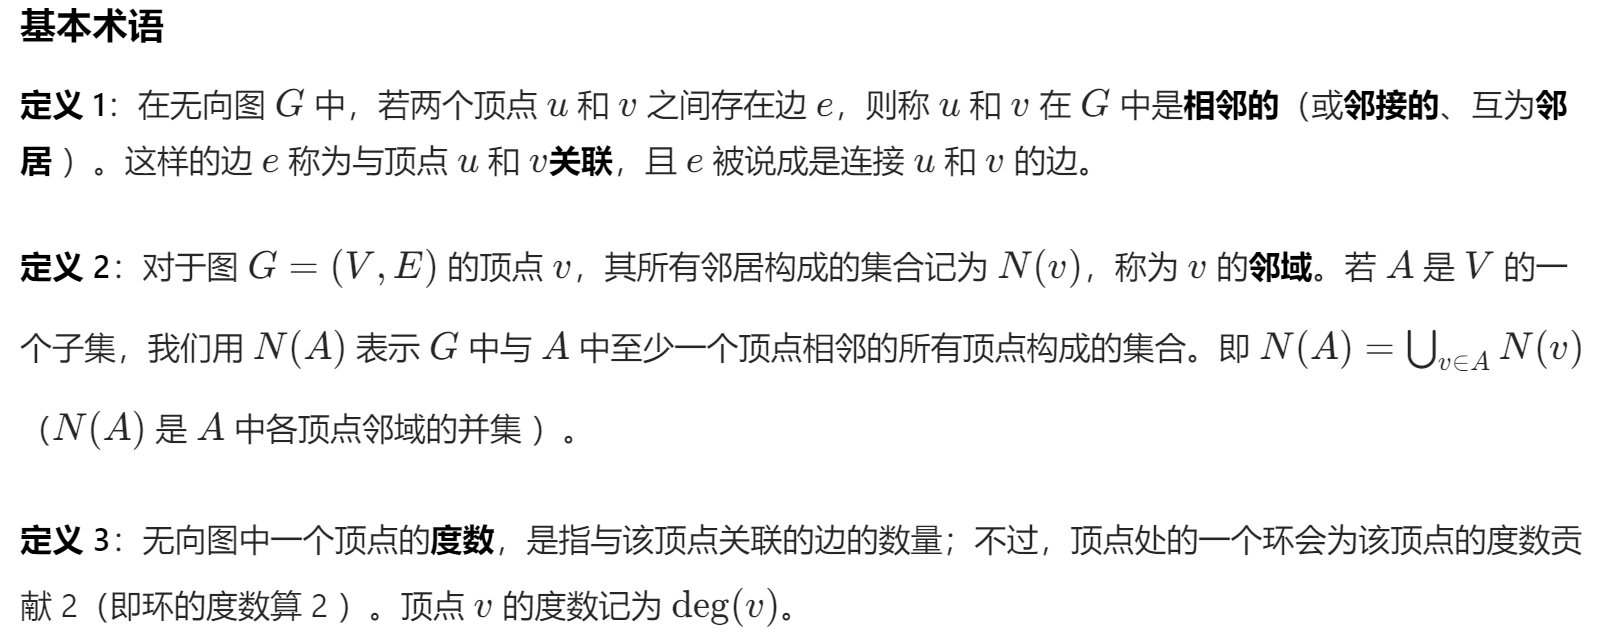 基本术语
定义 1：在无向图 G 中，若两个顶点 u 和 v 之间存在边 e，则称 u 和 v 在 G 中是相邻的（或邻接的、互为邻
居 ）。这样的边 e 称为与顶点 u 和 v关联，且 e 被说成是连接 u 和 v 的边。
定义 2：对于图 G = (V, E) 的顶点 v，其所有邻居构成的集合记为 N(v)，称为 v 的邻域。若 A 是 V 的一
个子集，我们用 N(A) 表示 G 中与 A 中至少一个顶点相邻的所有顶点构成的集合。即 N(A) = ⋃_{v∈A} N(v)
（N(A) 是 A 中各顶点邻域的并集 ）。
定义 3：无向图中一个顶点的度数，是指与该顶点关联的边的数量；不过，顶点处的一个环会为该顶点的度数贡
献 2（即环的度数算 2 ）。顶点 v 的度数记为 deg(v)。